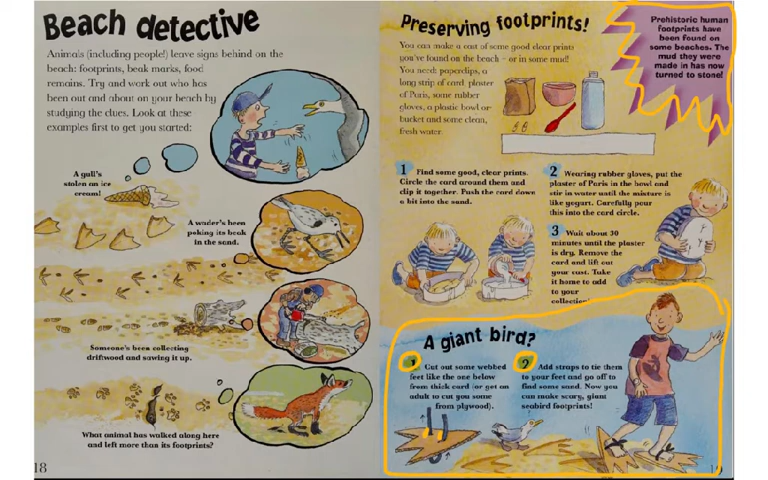 Beach detective
Animals (including people!) leave signs behind on the
beach: footprints, beak marks, food
remains. Try and work out who has
been out and about on your beach by
studying the clues. Look at these
examples first to get you started:
A gull's
stolen an ice
cream!
A wader's been
poking its beak
in the sand.
Someone's been collecting
driftwood and sawing it up.
What animal has walked along here
and left more than its footprints?
18
Preserving footprints!
You can make a cast of some good clear prints
you've found on the beach – or in some mud!
You need: paperclips, a
long strip of card, plaster
of Paris, some rubber
gloves, a plastic bowl or
bucket and some clean,
fresh water.
Prehistoric human
footprints have
been found on
some beaches. The
mud they were
made in has now
turned to stone!
1 Find some good, clear prints.
Circle the card around them and
clip it together. Push the card down
a bit into the sand.
2 Wearing rubber gloves, put the
plaster of Paris in the bowl and
stir in water until the mixture is
like yogurt. Carefully pour
this into the card circle.
3 Wait about 30
minutes until the plaster
is dry. Remove the
card and lift out
your cast. Take
it home to add
to your
collection!
A giant bird?
1 Cut out some webbed
feet like the one below
from thick card (or get an
adult to cut you some
from plywood).
2 Add straps to tie them
to your feet and go off to
find some sand. Now you
can make scary, giant
seabird footprints!